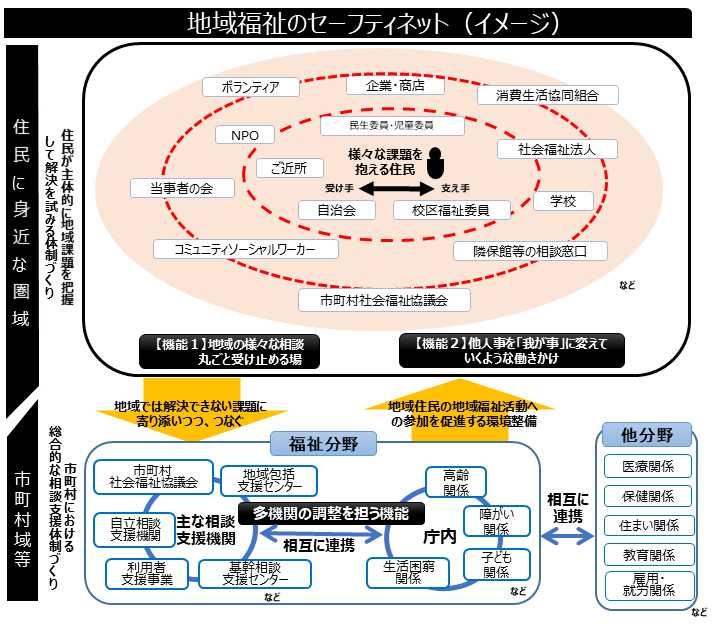 地域福祉のセーフティネット（イメージ）
住民に身近な圏域
住民が主体的に地域課題を把握
して解決を試みる体制づくり
ボランティア
企業・商店
消費生活協同組合
NPO
民生委員・児童委員
社会福祉法人
ご近所
様々な課題を
抱える住民
受け手
支え手
当事者の会
自治会
校区福祉委員
学校
コミュニティソーシャルワーカー
隣保館等の相談窓口
市町村社会福祉協議会
など
【機能１】地域の様々な相談
丸ごと受け止める場
【機能２】他人事を「我が事」に変えて
いくような働きかけ
地域では解決できない課題に
寄り添いつつ、つなぐ
地域住民の地域福祉活動へ
の参加を促進する環境整備
市町村域等
市町村における
総合的な相談支援体制づくり
福祉分野
市町村
社会福祉協議会
地域包括
支援センター
自立相談
支援機関
主な相談
支援機関
利用者
支援事業
基幹相談
支援センター
など
多機関の調整を担う機能
相互に連携
庁内
高齢
関係
障がい
関係
子ども
関係
生活困窮
関係
など
相互に
連携
他分野
医療関係
保健関係
住まい関係
教育関係
雇用・
就労関係
など